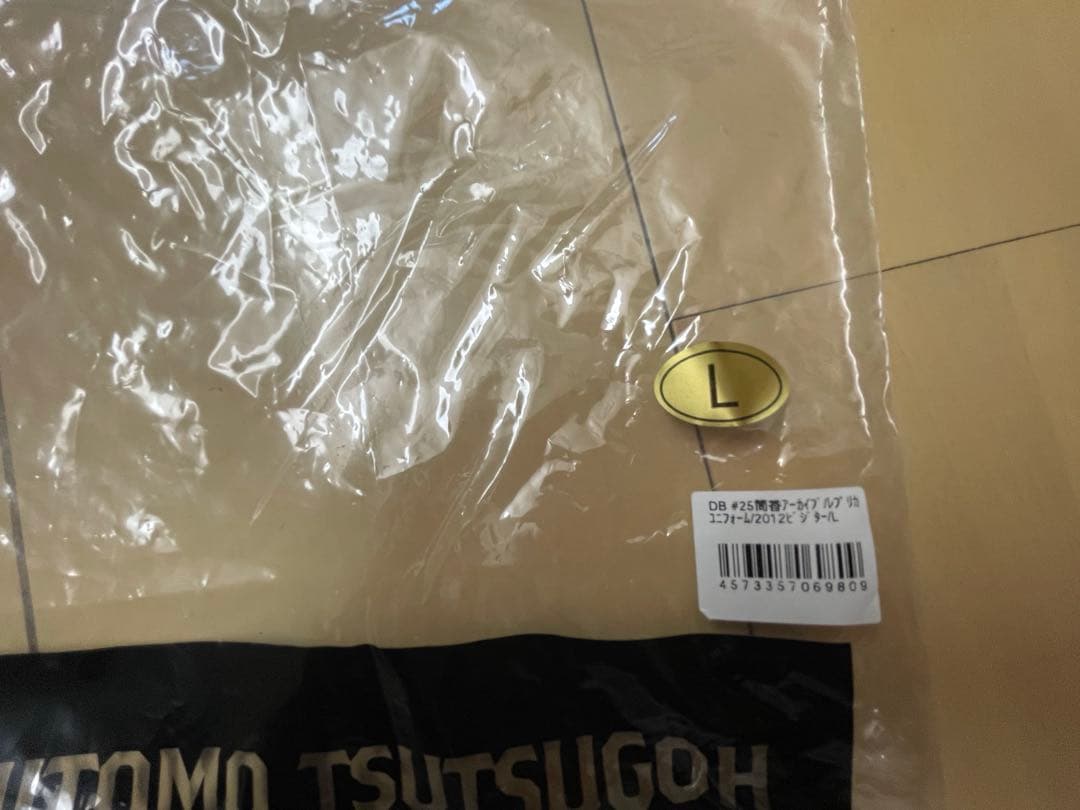 L
DB #25筒香ｱｰｶｲﾌﾞﾙﾌﾟﾘｶ
ﾕﾆﾌｫｰﾑ/2012ﾋﾞｼﾞﾀｰ/L
4573357069809
UTOMO TSUTSUGOH